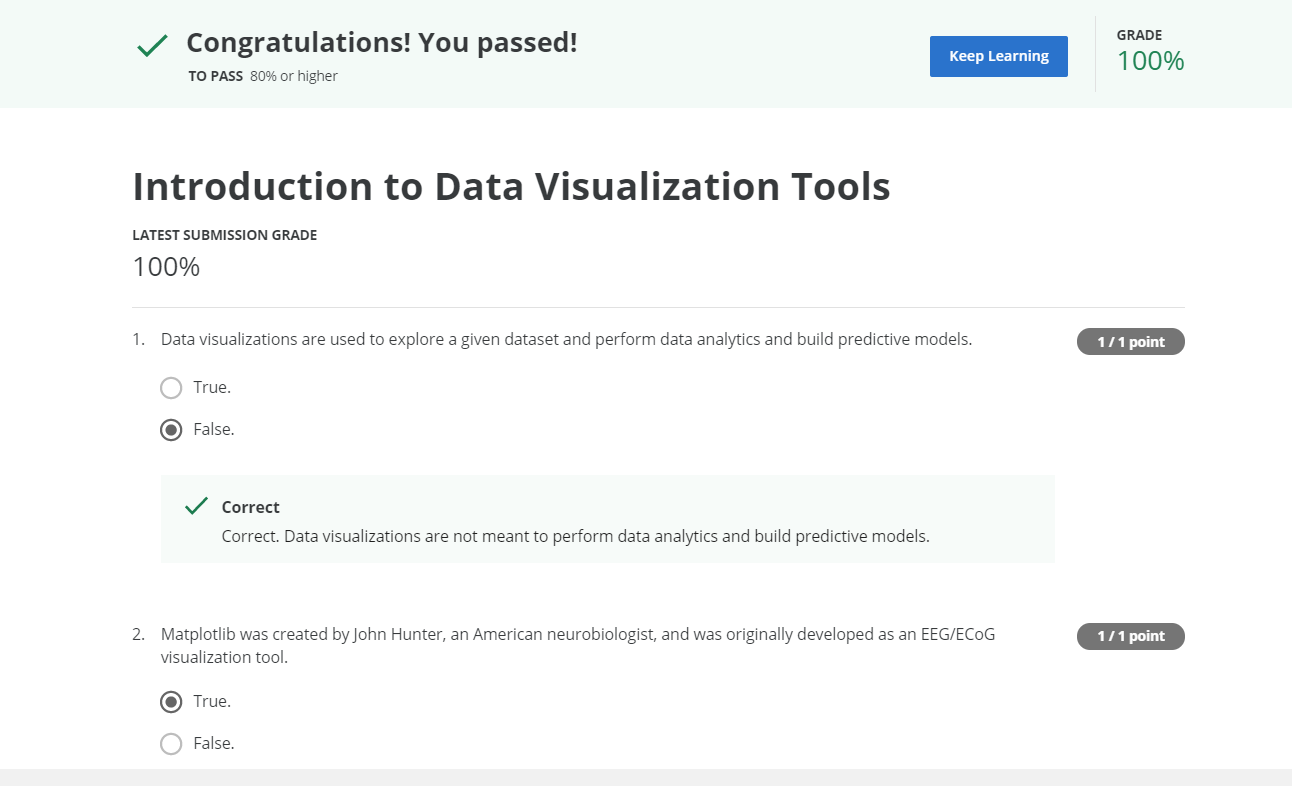 Congratulations! You passed!
TO PASS 80% or higher
Keep Learning
GRADE
100%
Introduction to Data Visualization Tools
LATEST SUBMISSION GRADE
100%
1. Data visualizations are used to explore a given dataset and perform data analytics and build predictive models.
1 / 1 point
True.
False.
Correct
Correct. Data visualizations are not meant to perform data analytics and build predictive models.
2. Matplotlib was created by John Hunter, an American neurobiologist, and was originally developed as an EEG/ECoG
visualization tool.
1 / 1 point
True.
False.